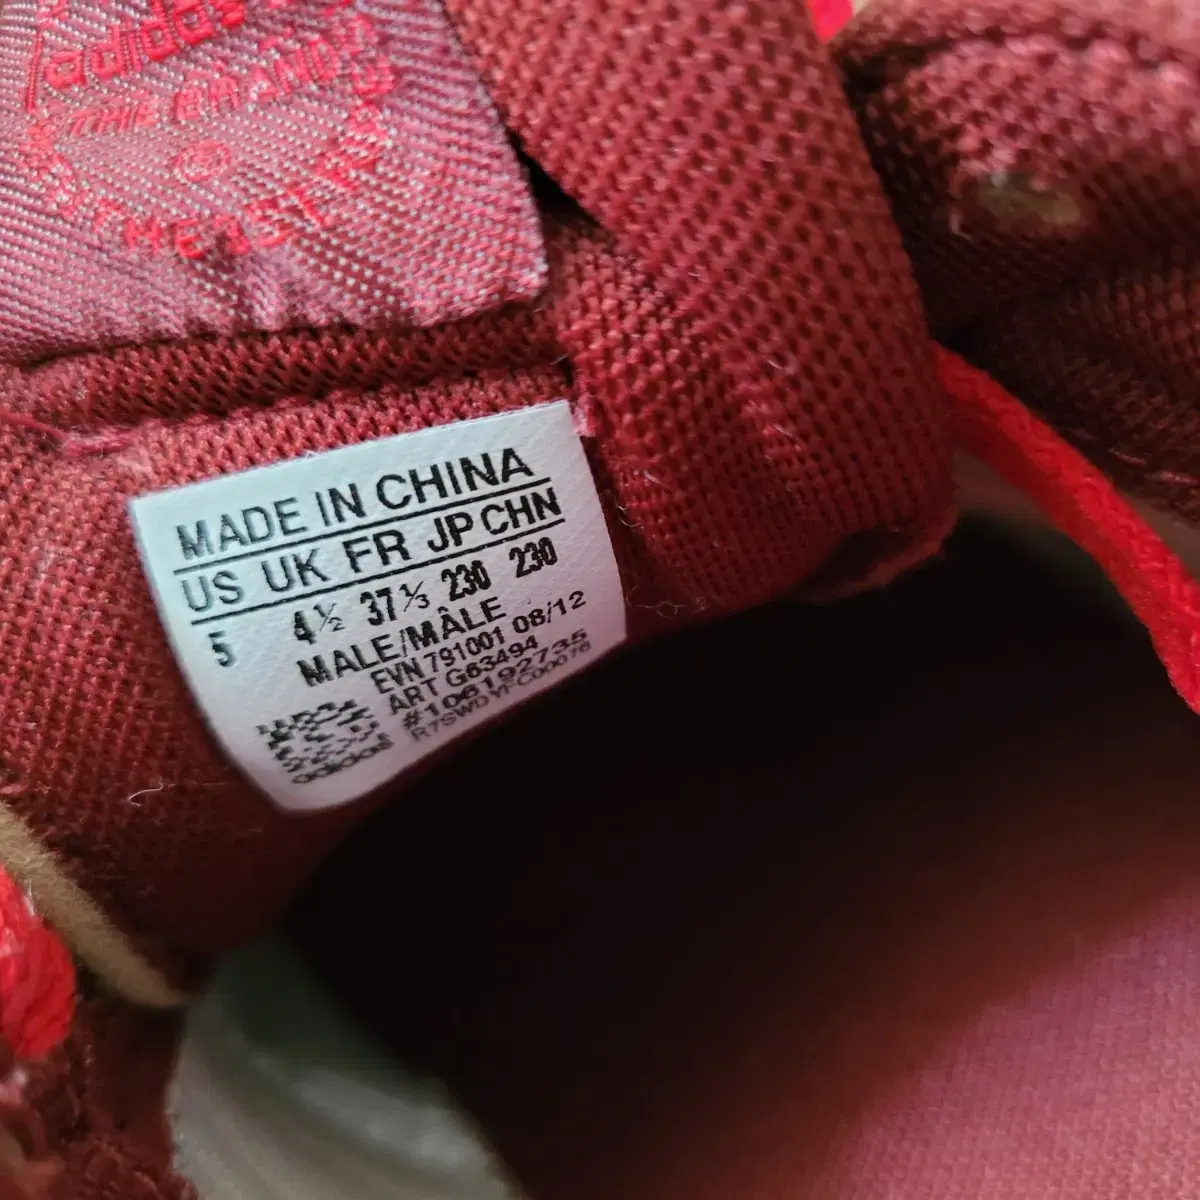 adidas
THE BRAND
MADE IN CHINA
US UK FR JP CHN
5 4½ 37⅓ 230 230
MALE/MÂLE
EVN 791001 08/12
ART G63494
#106192735
adidas